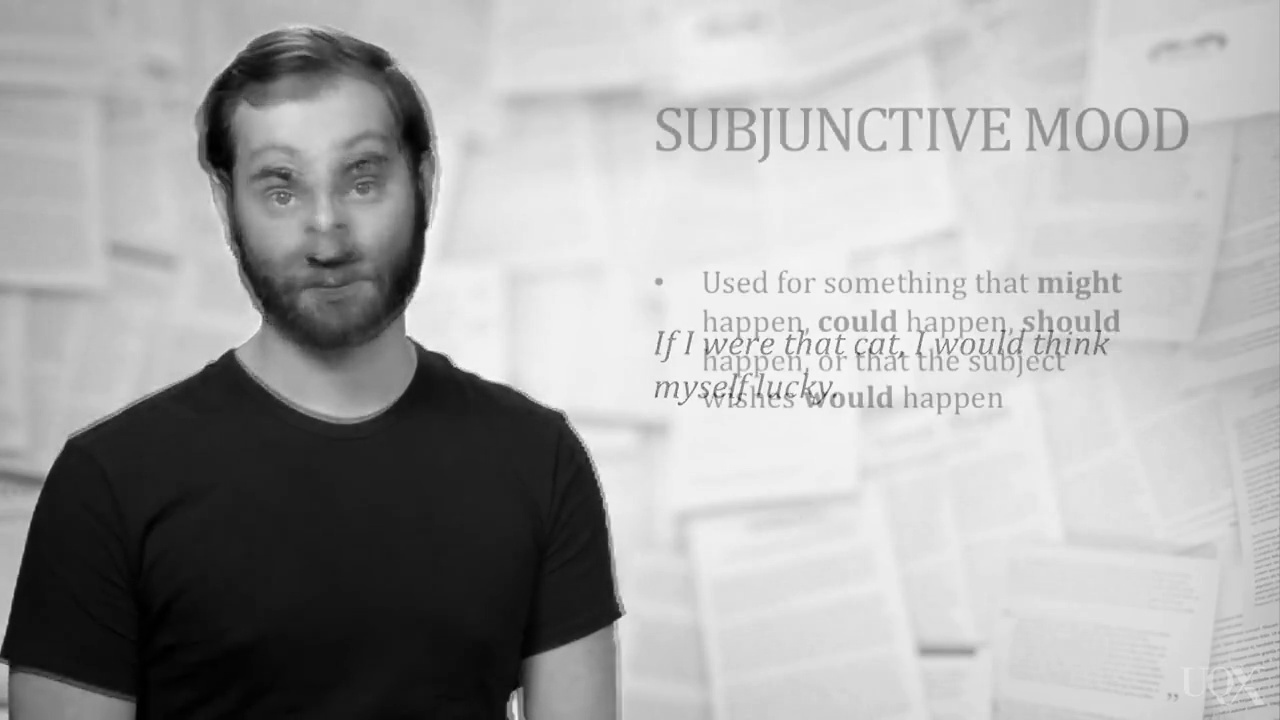 SUBJUNCTIVE MOOD
• Used for something that might
happen, could happen, should
If I were that cat, I would think
happen, or that the subject
myself lucky.
wishes would happen
UQX